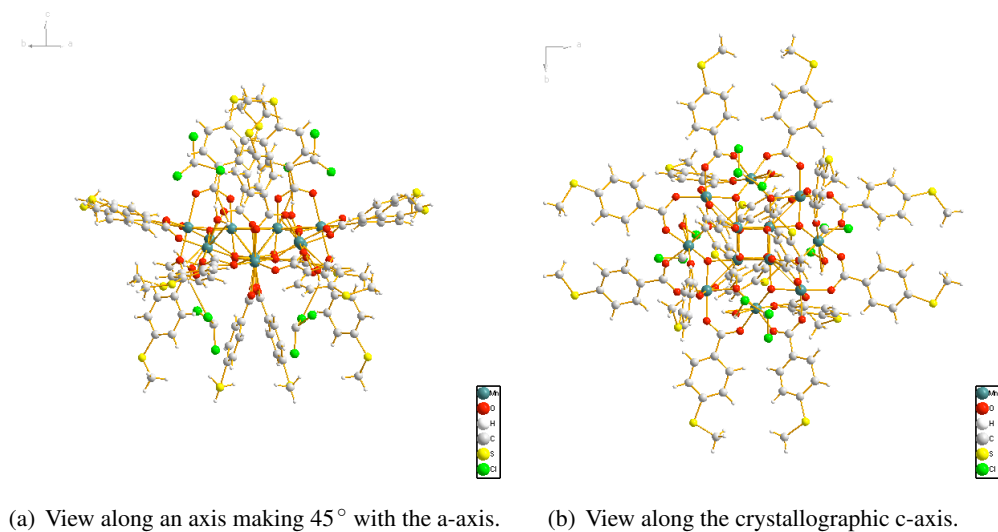 c
b a
a
b
Mn
O
H
C
S
Cl
Mn
O
H
C
S
Cl
(a) View along an axis making 45° with the a-axis.
(b) View along the crystallographic c-axis.